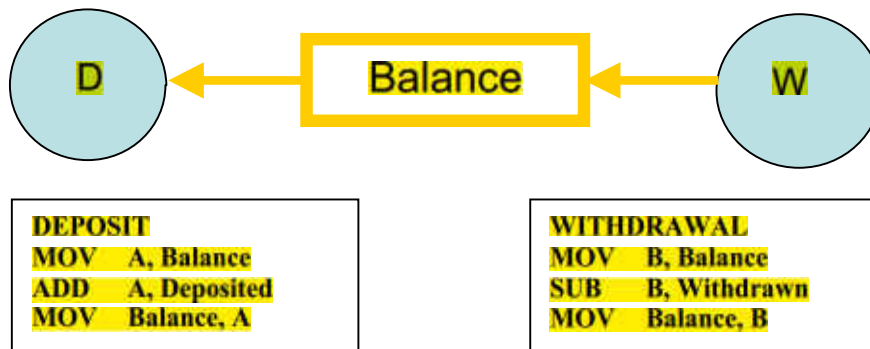 D
Balance
W
DEPOSIT
MOV A, Balance
ADD A, Deposited
MOV Balance, A
WITHDRAWAL
MOV B, Balance
SUB B, Withdrawn
MOV Balance, B